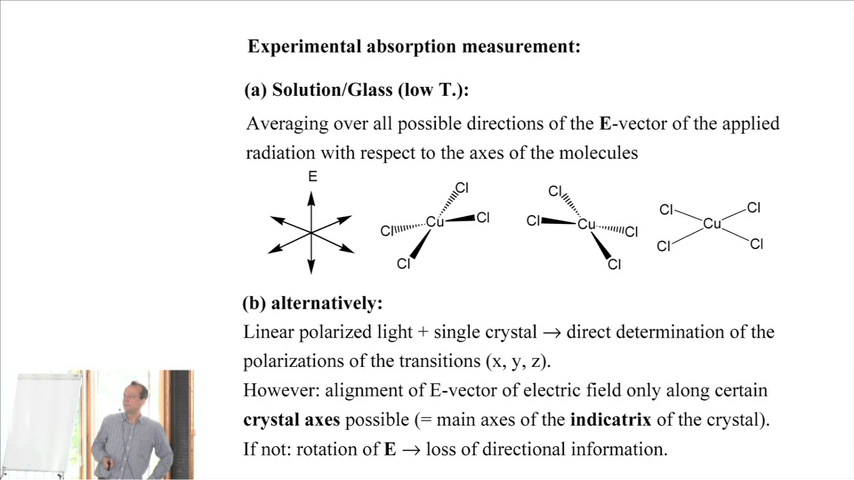 Experimental absorption measurement:
(a) Solution/Glass (low T.):
Averaging over all possible directions of the E-vector of the applied
radiation with respect to the axes of the molecules
E
Cl
Cu
Cl
Cl
Cl
Cl
Cl
Cu
Cl
Cl
Cl
Cl
Cu
Cl
Cl
(b) alternatively:
Linear polarized light + single crystal → direct determination of the
polarizations of the transitions (x, y, z).
However: alignment of E-vector of electric field only along certain
crystal axes possible (= main axes of the indicatrix of the crystal).
If not: rotation of E → loss of directional information.